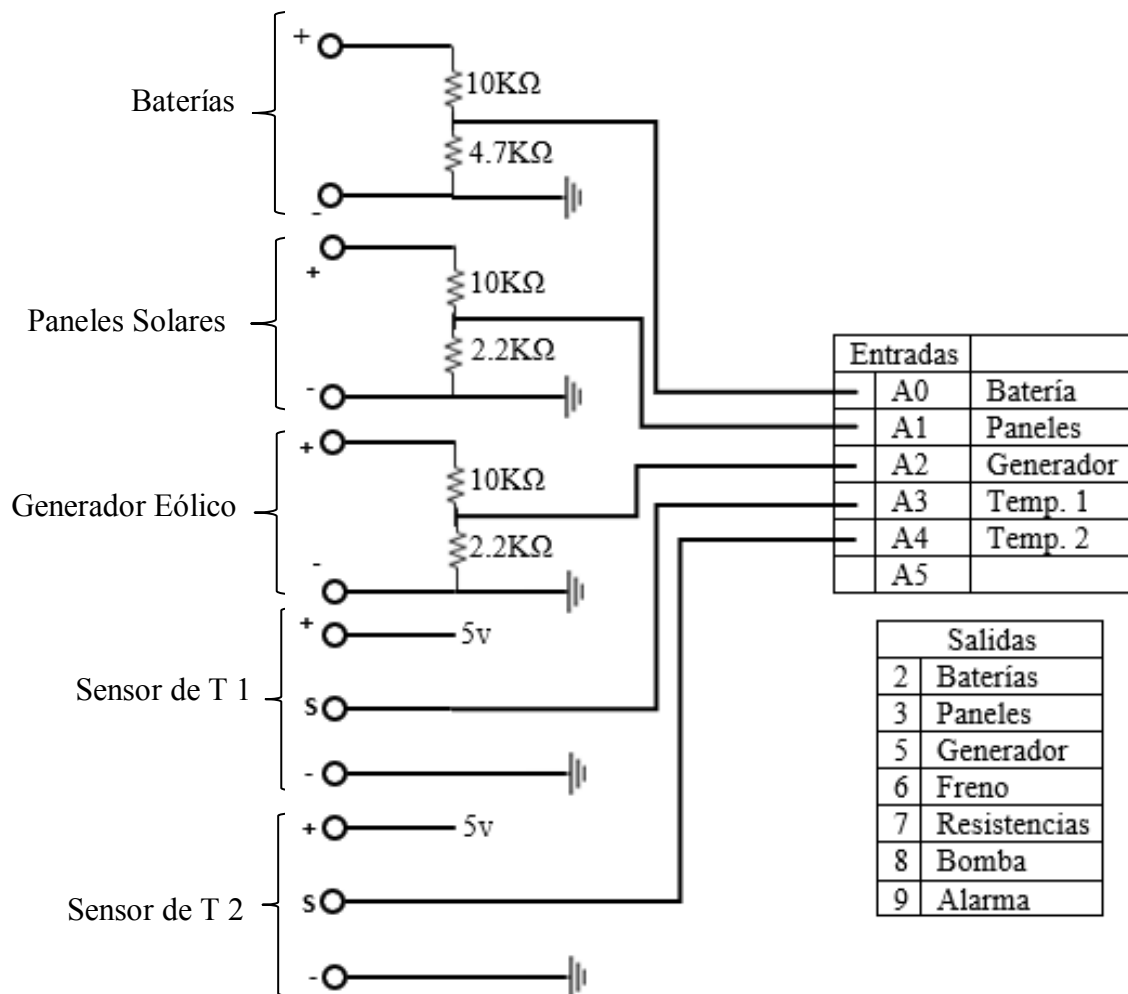 Baterías
+
10KΩ
4.7KΩ
-
Paneles Solares
+
10KΩ
2.2KΩ
-
Generador Eólico
+
10KΩ
2.2KΩ
-
Sensor de T 1
+
5v
S
-
Sensor de T 2
+
5v
S
-
Entradas
A0 Batería
A1 Paneles
A2 Generador
A3 Temp. 1
A4 Temp. 2
A5
Salidas
2 Baterías
3 Paneles
5 Generador
6 Freno
7 Resistencias
8 Bomba
9 Alarma